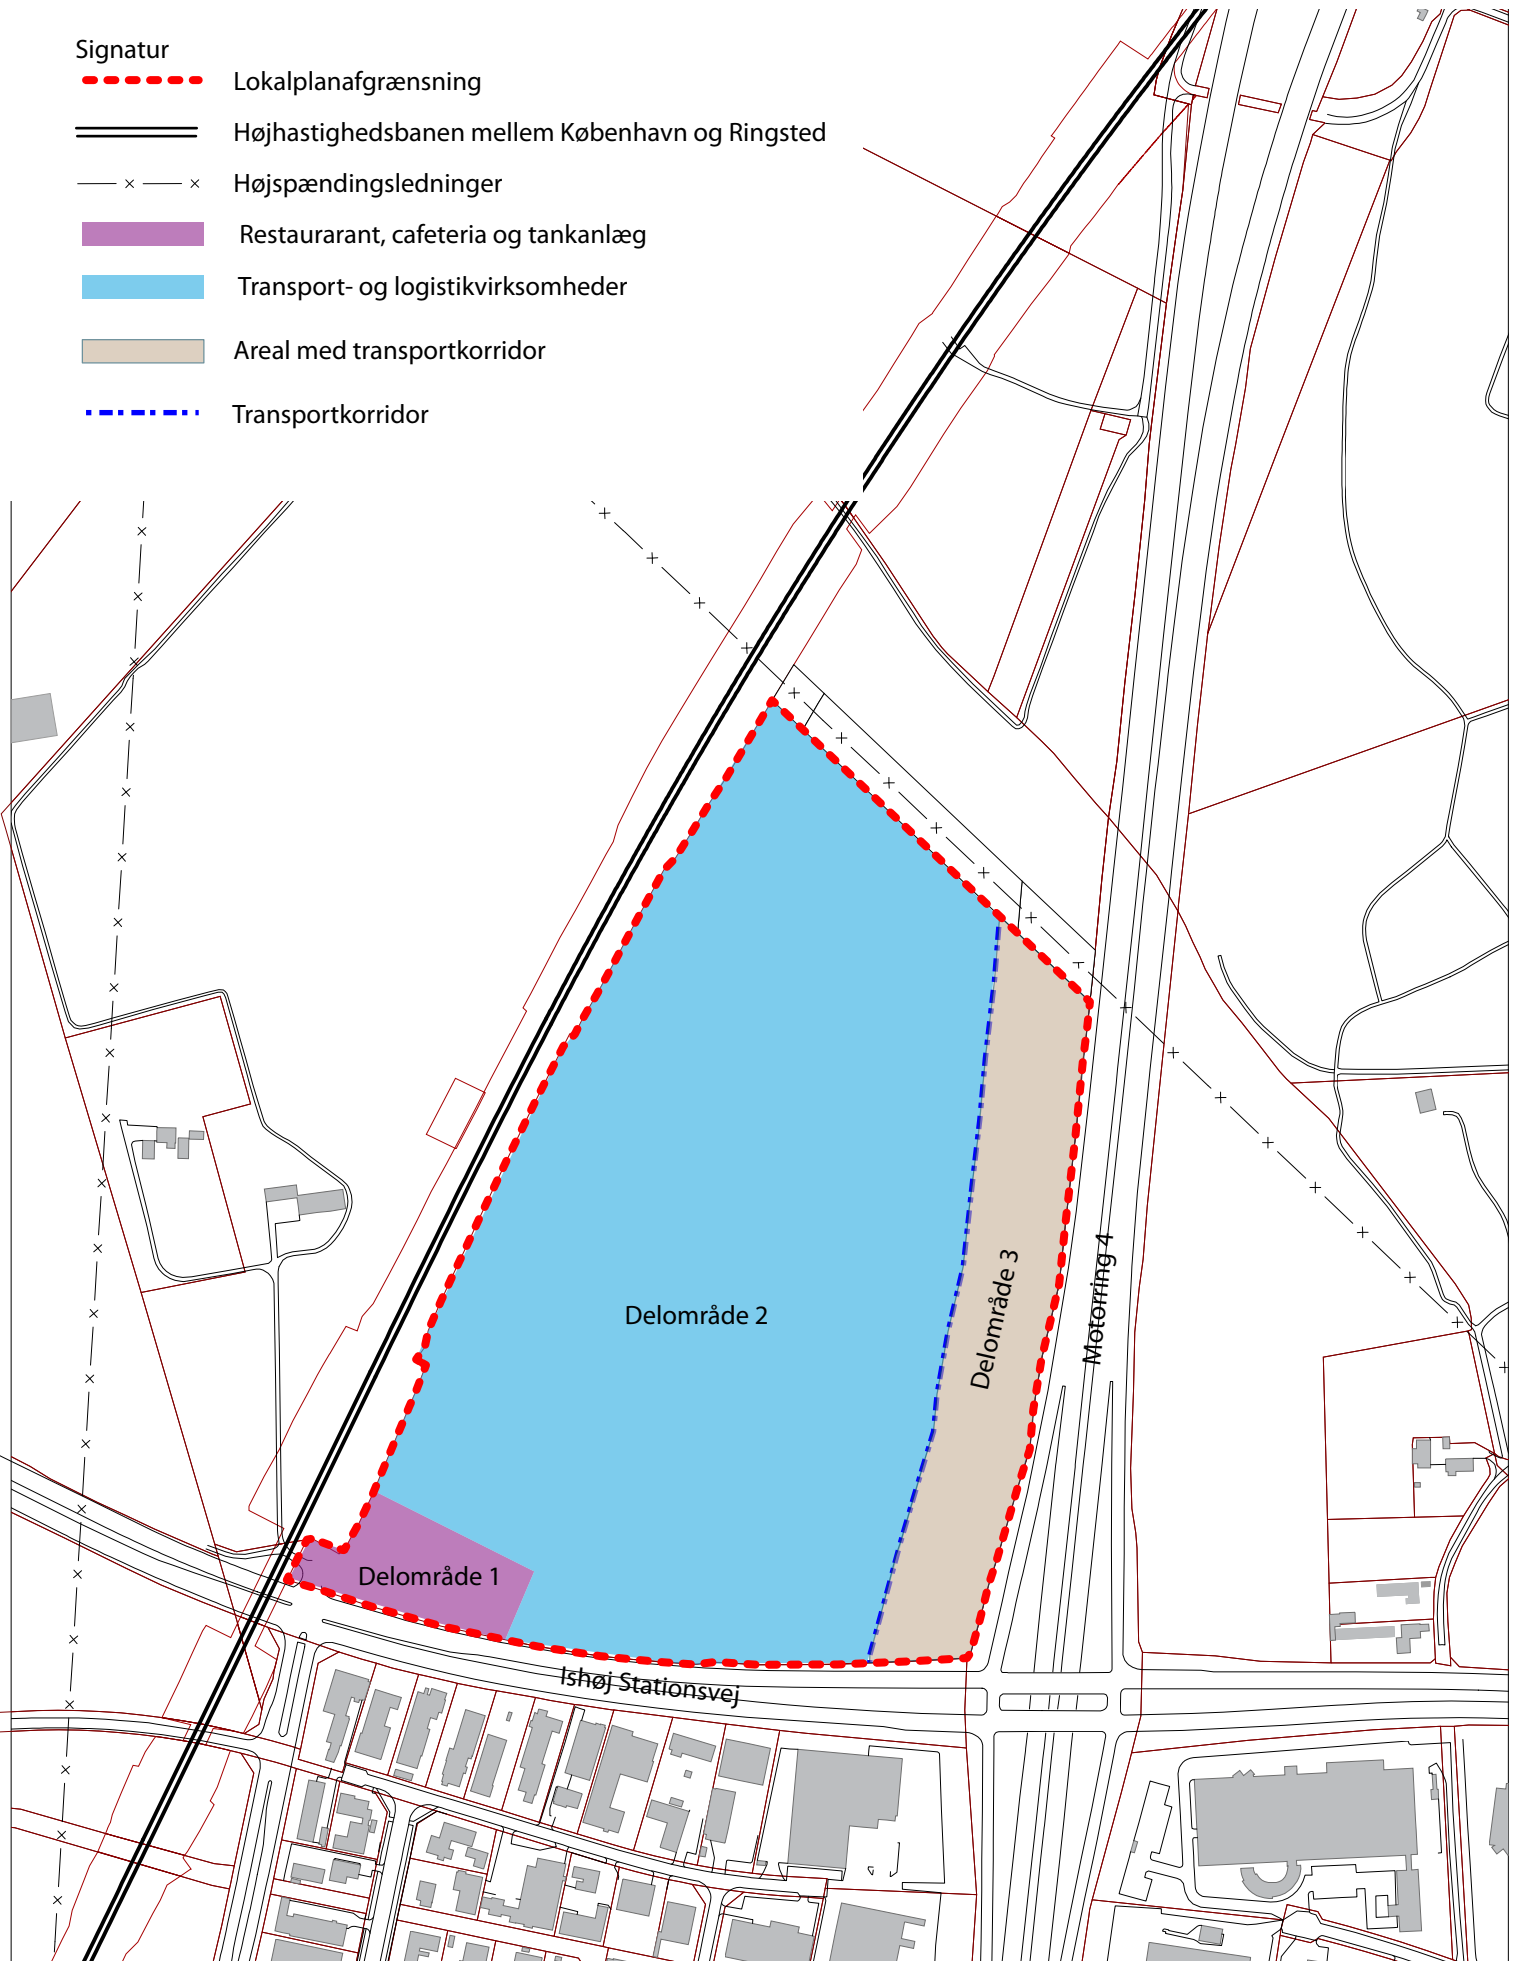 Signatur
Lokalplanafgrænsning
Højhastighedsbanen mellem København og Ringsted
Højspændingsledninger
Restaurarant, cafeteria og tankanlæg
Transport- og logistikvirksomheder
Areal med transportkorridor
Transportkorridor
Delområde 2
Delområde 3
Motorring 4
Delområde 1
Ishøj Stationsvej